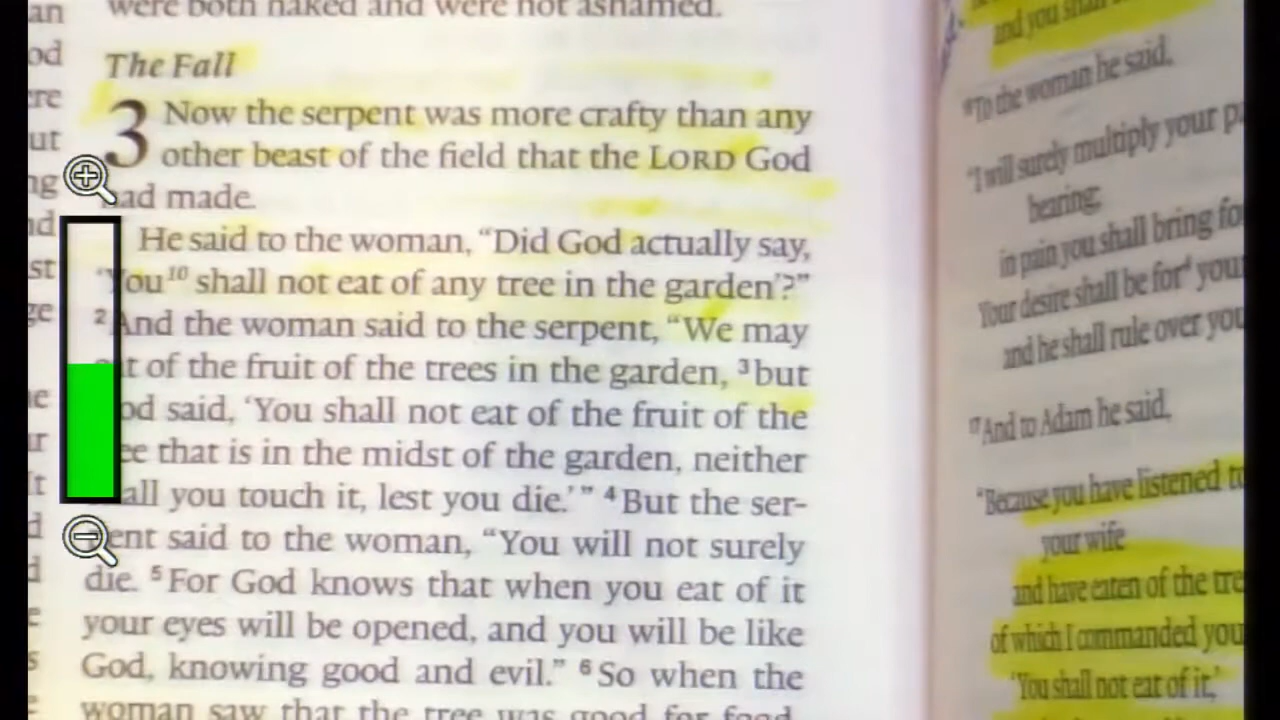 were both naked and were not ashamed.
The Fall
3 Now the serpent was more crafty than any
other beast of the field that the LORD God
had made.
He said to the woman, “Did God actually say,
‘You10 shall not eat of any tree in the garden’?”
2 And the woman said to the serpent, “We may
eat of the fruit of the trees in the garden, 3 but
God said, ‘You shall not eat of the fruit of the
tree that is in the midst of the garden, neither
shall you touch it, lest you die.’” 4 But the ser-
pent said to the woman, “You will not surely
die. 5 For God knows that when you eat of it
your eyes will be opened, and you will be like
God, knowing good and evil.” 6 So when the
woman saw that the tree was good for food,
and you shall
16 To the woman he said,
“I will surely multiply your
bearing;
in pain you shall bring
Your desire shall be for4 your
and he shall rule over you
17 And to Adam he said,
“Because you have listened to
your wife
and have eaten of the tree
of which I commanded you
‘You shall not eat of it,’